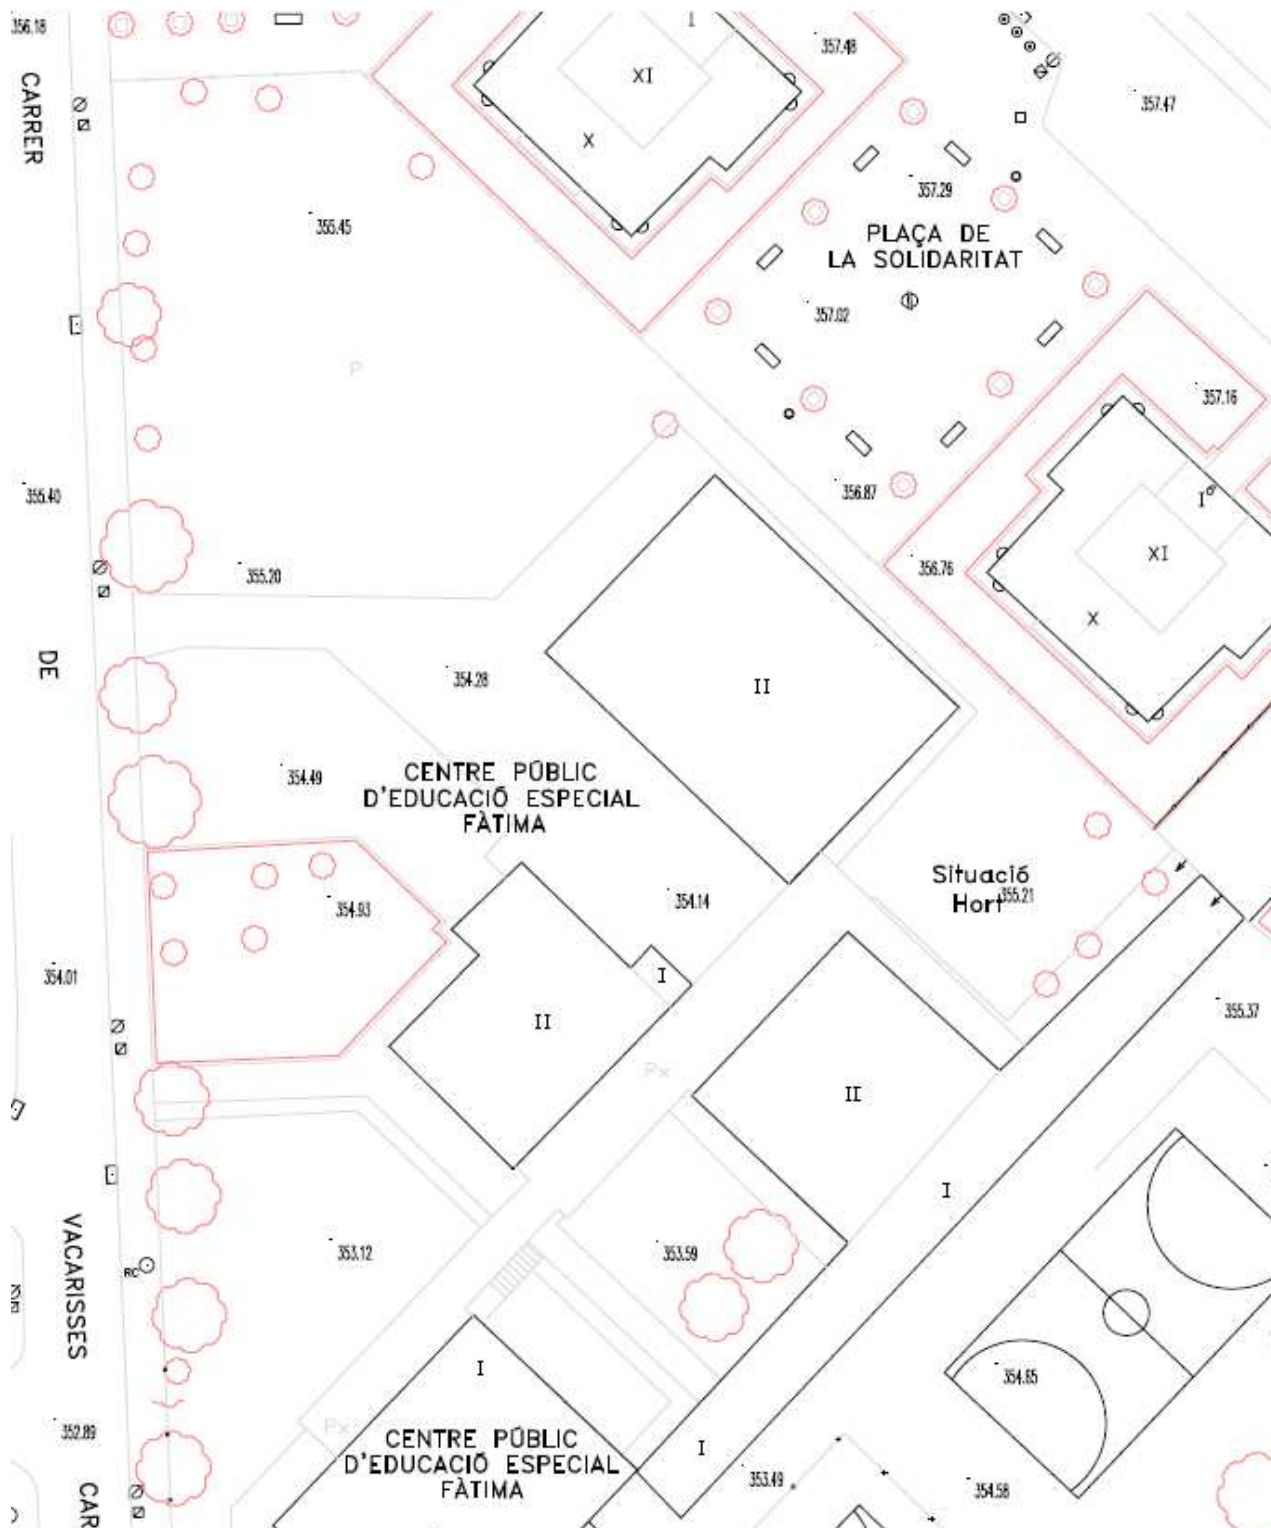 356.18
I
357.48
XI
CARRER
357.47
X
357.29
355.45
PLAÇA DE
LA SOLIDARITAT
357.02
P
357.16
355.40
356.87
I
XI
356.76
355.20
X
DE
354.28
II
354.49
CENTRE PÚBLIC
D'EDUCACIÓ ESPECIAL
FÀTIMA
Situació
Hort
355.21
354.93
354.14
354.01
I
II
355.37
Px
II
I
VACARISSES
353.12
353.59
RC
I
354.65
Px
352.89
CENTRE PÚBLIC
D'EDUCACIÓ ESPECIAL
FÀTIMA
I
353.49
354.58
CAR